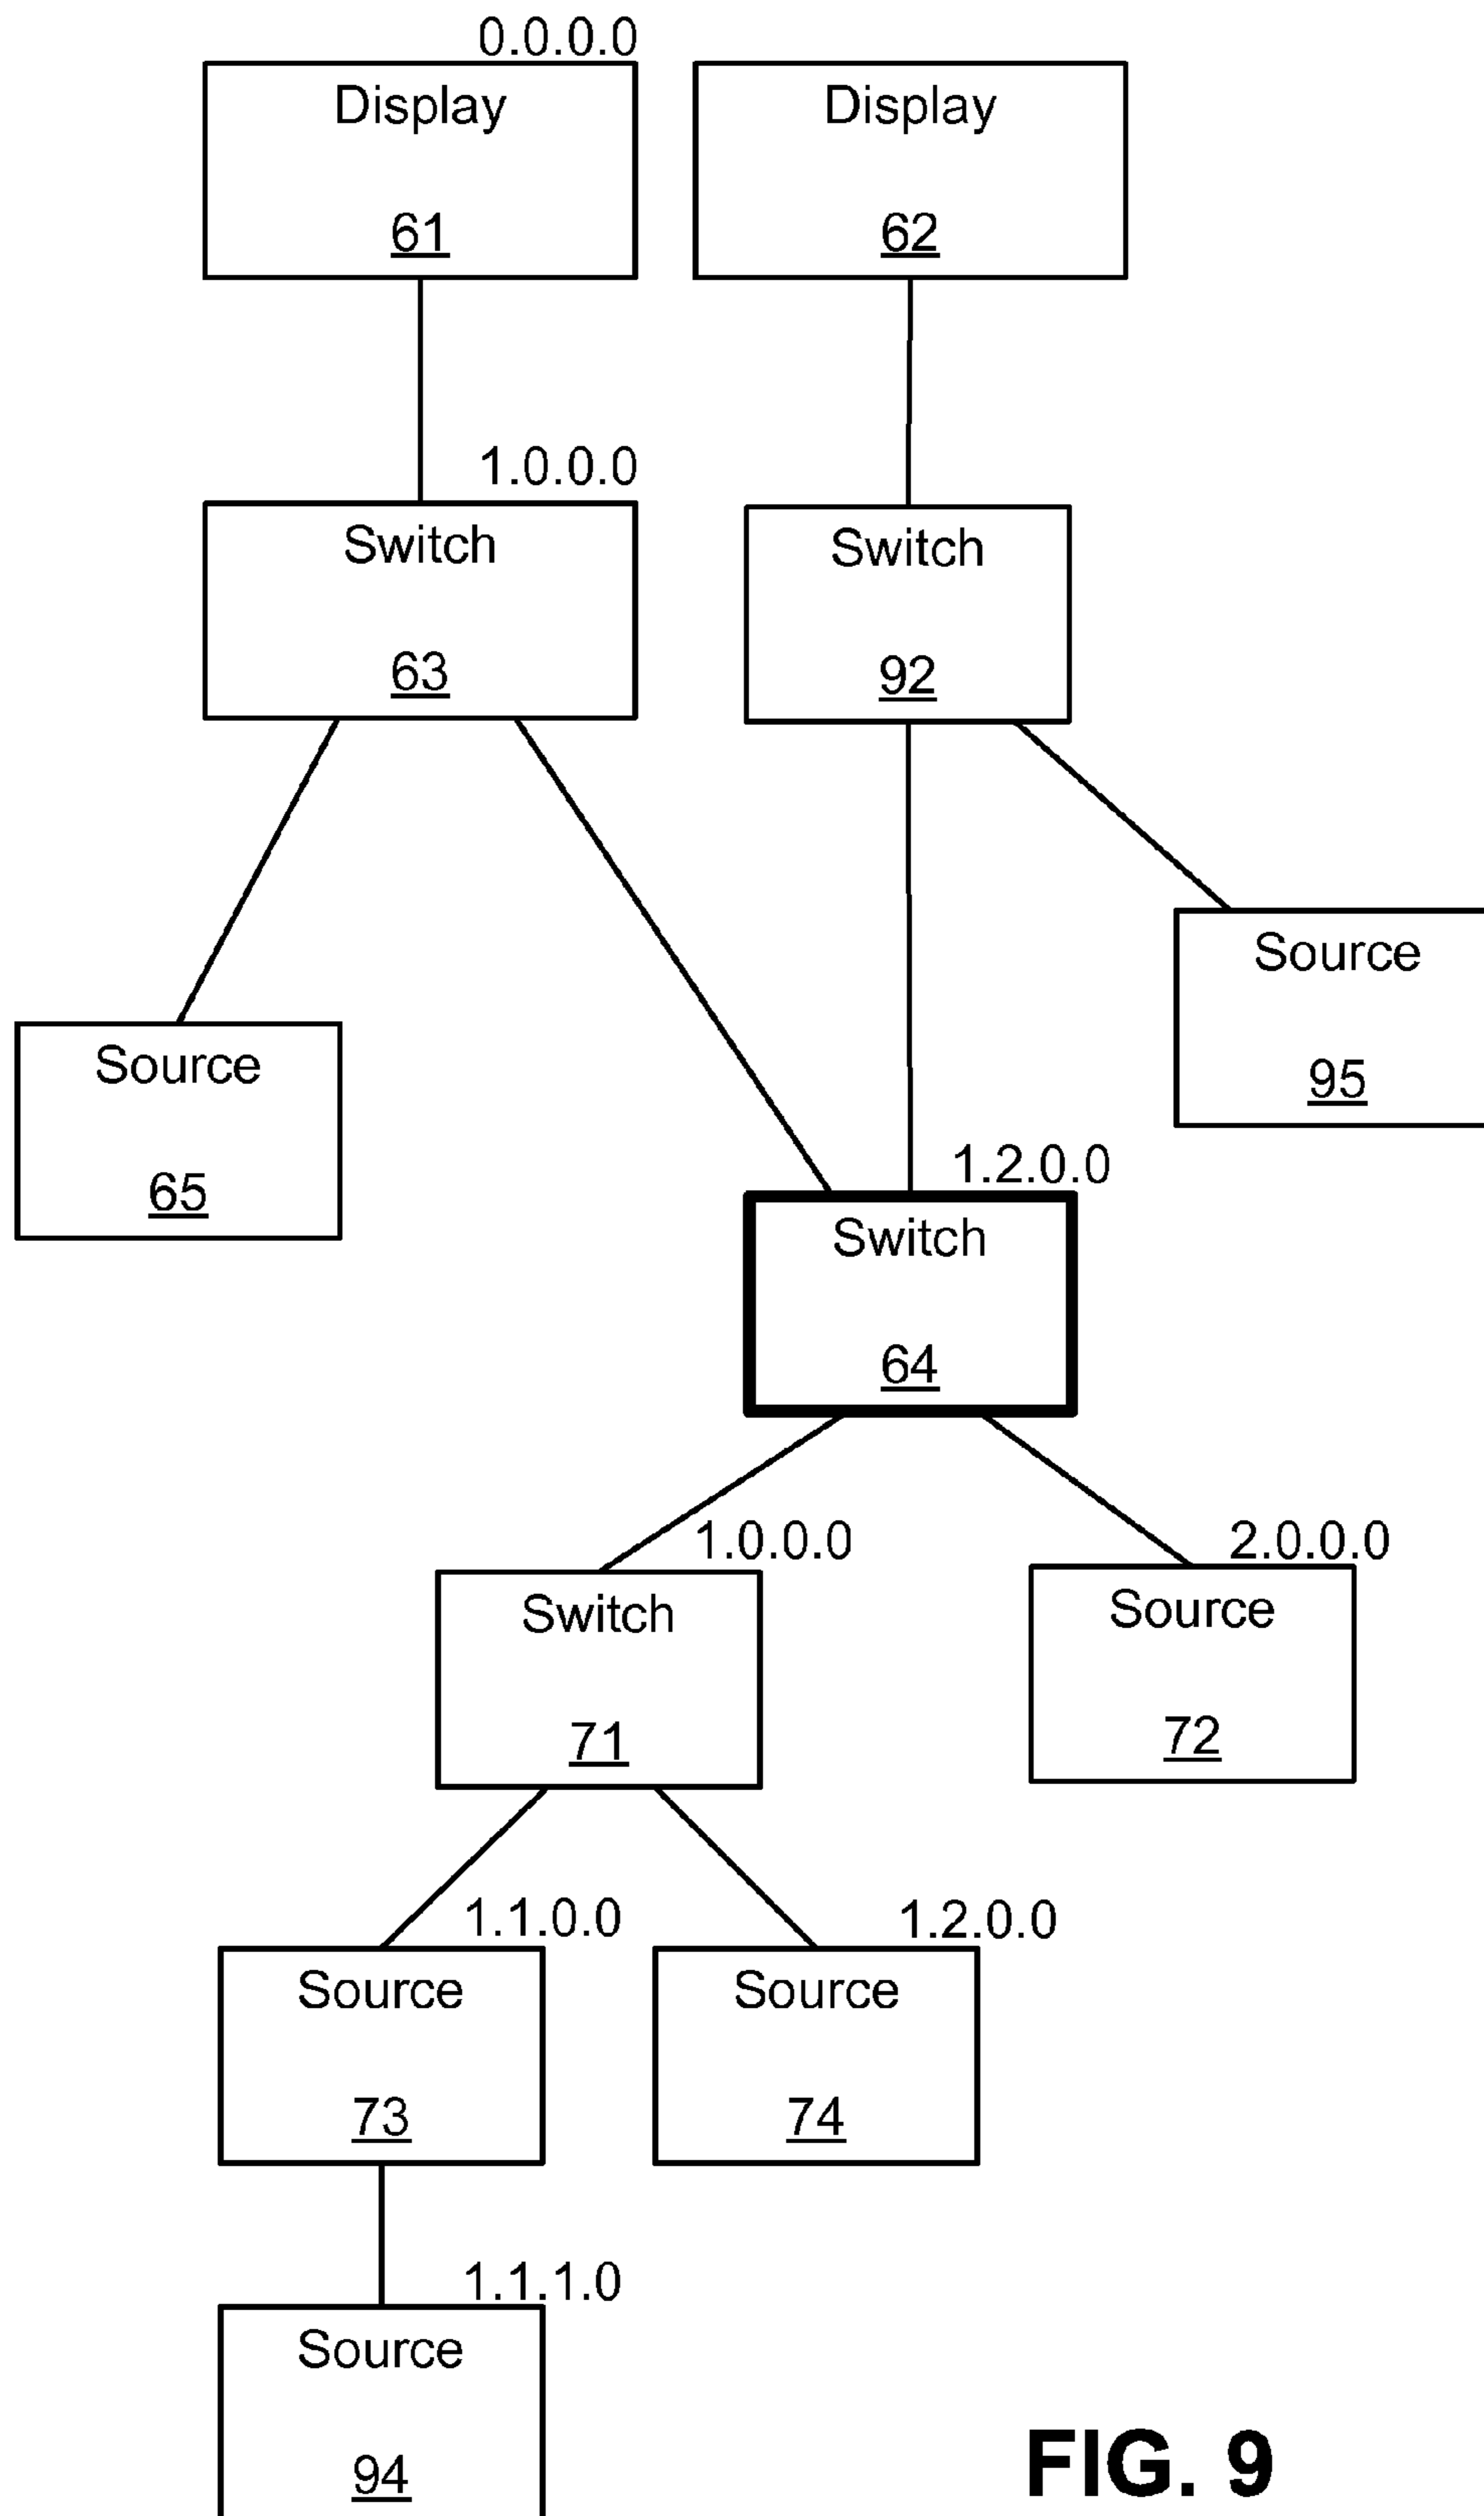 0.0.0.0
Display
61
Display
62
1.0.0.0
Switch
63
Switch
92
Source
95
Source
65
1.2.0.0
Switch
64
1.0.0.0
Switch
71
2.0.0.0
Source
72
1.1.0.0
Source
73
1.2.0.0
Source
74
1.1.1.0
Source
94
FIG. 9